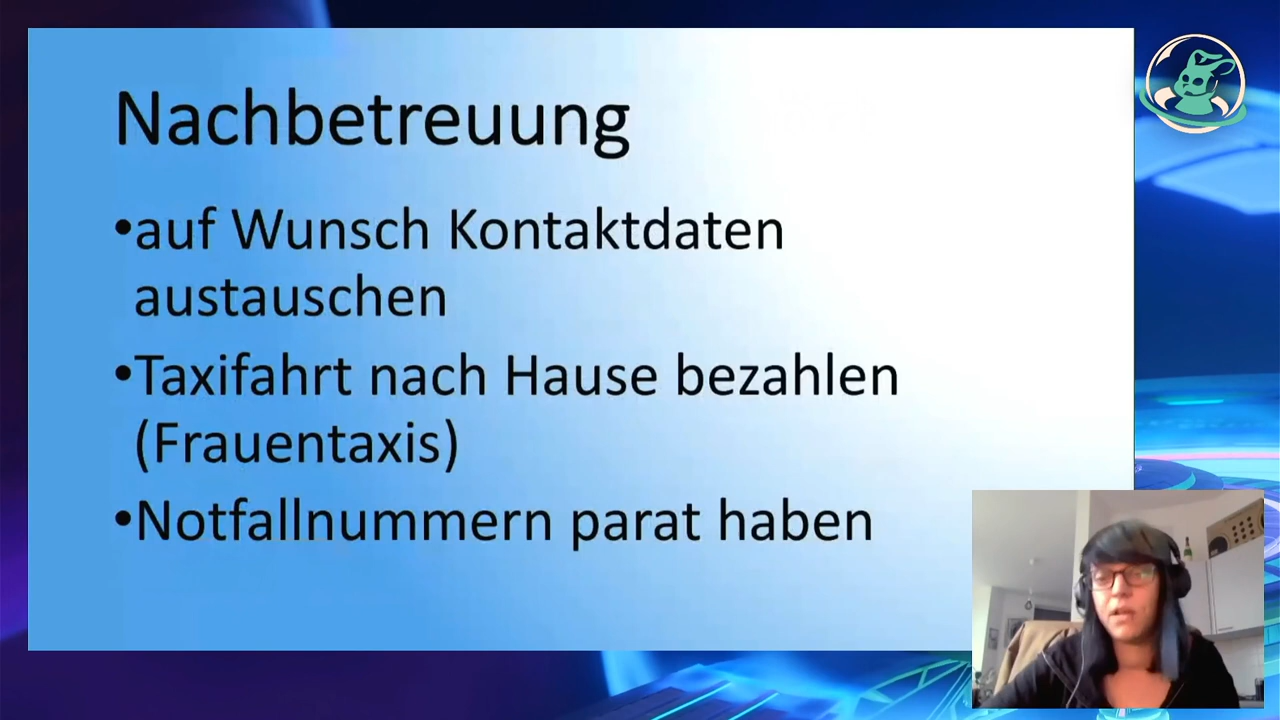 Nachbetreuung
•auf Wunsch Kontaktdaten
austauschen
•Taxifahrt nach Hause bezahlen
(Frauentaxis)
•Notfallnummern parat haben